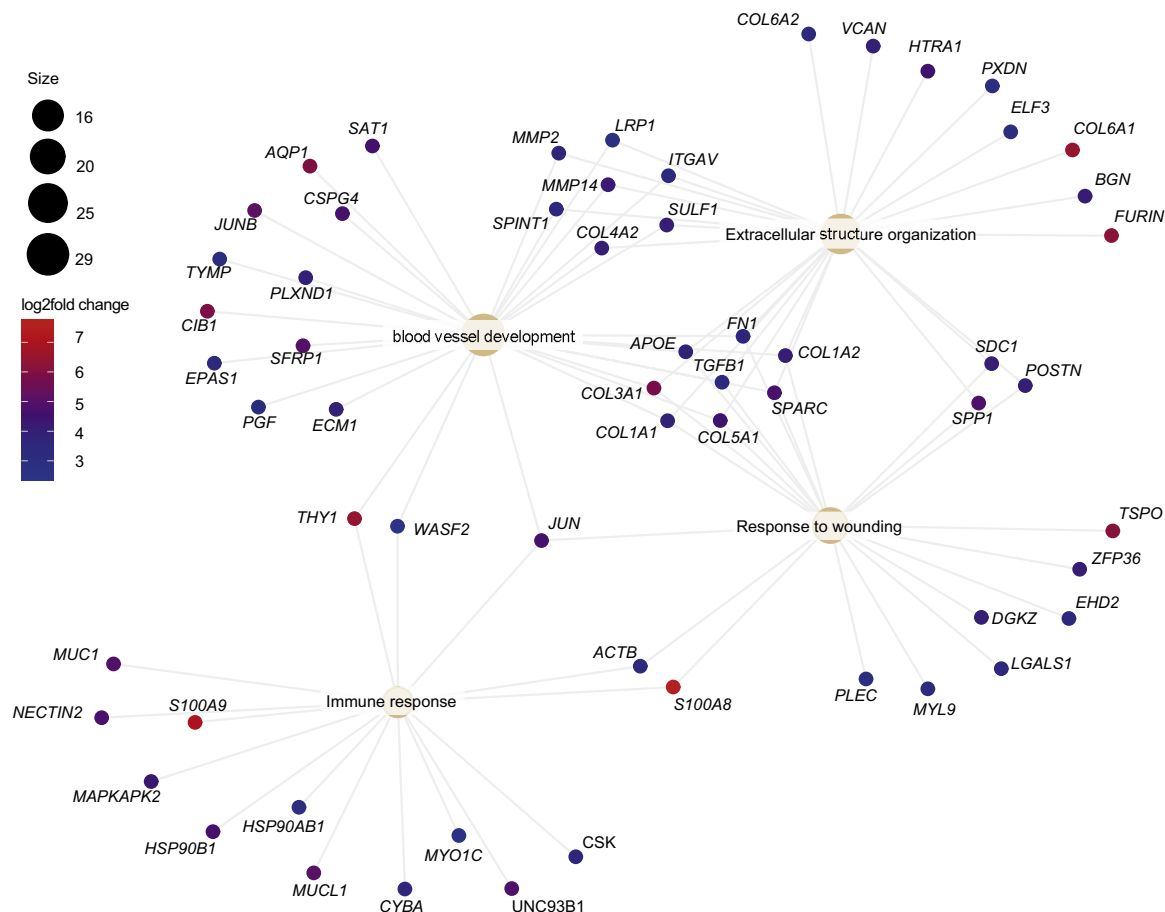 COL6A2
VCAN
HTRA1
PXDN
ELF3
COL6A1
BGN
FURIN
Size
16
20
25
29
SAT1
AQP1
CSPG4
JUNB
TYMP
PLXND1
CIB1
SFRP1
EPAS1
PGF
ECM1
MMP2
LRP1
ITGAV
MMP14
SPINT1
SULF1
COL4A2
Extracellular structure organization
log2fold change
7
6
5
4
3
blood vessel development
FN1
APOE
COL1A2
TGFB1
COL3A1
SPARC
COL1A1
COL5A1
SDC1
POSTN
SPP1
THY1
WASF2
JUN
Response to wounding
TSPO
ZFP36
EHD2
DGKZ
LGALS1
PLEC
MYL9
ACTB
S100A8
MUC1
NECTIN2
S100A9
Immune response
MAPKAPK2
HSP90AB1
HSP90B1
MUCL1
CYBA
MYO1C
CSK
UNC93B1